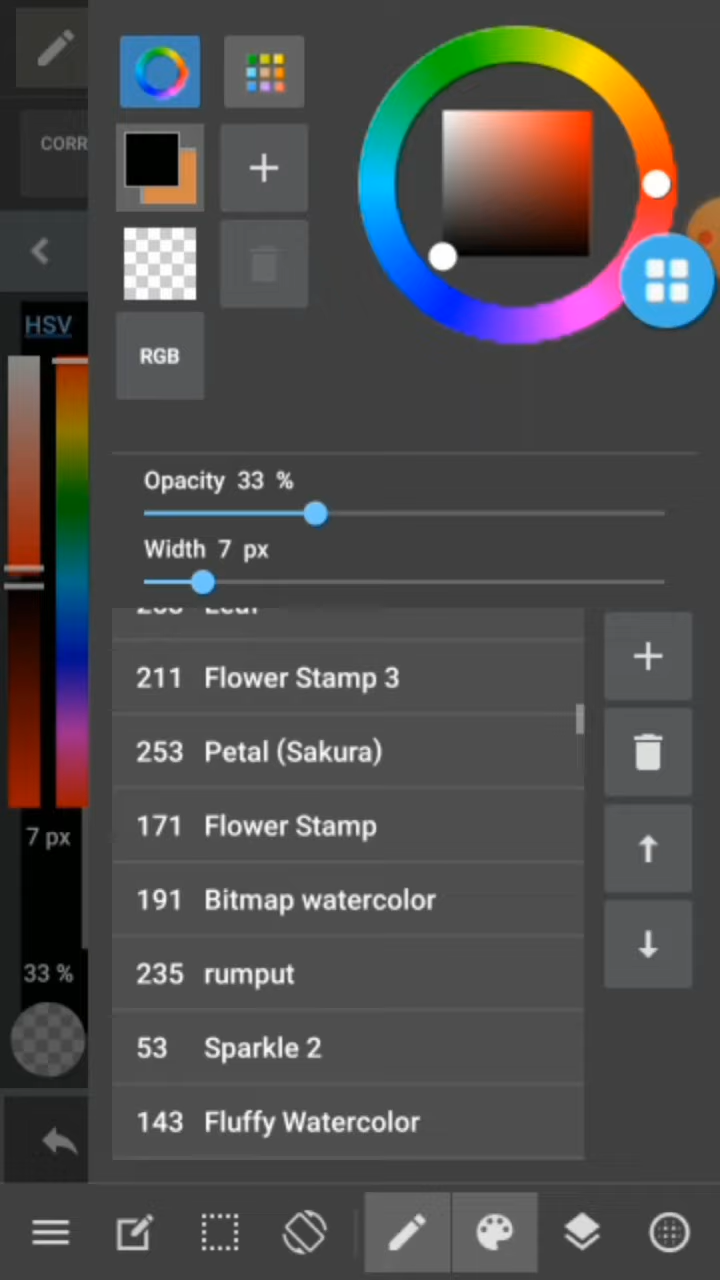 CORR
HSV
RGB
Opacity 33 %
Width 7 px
211 Flower Stamp 3
253 Petal (Sakura)
171 Flower Stamp
7 px
191 Bitmap watercolor
33 %
235 rumput
53 Sparkle 2
143 Fluffy Watercolor